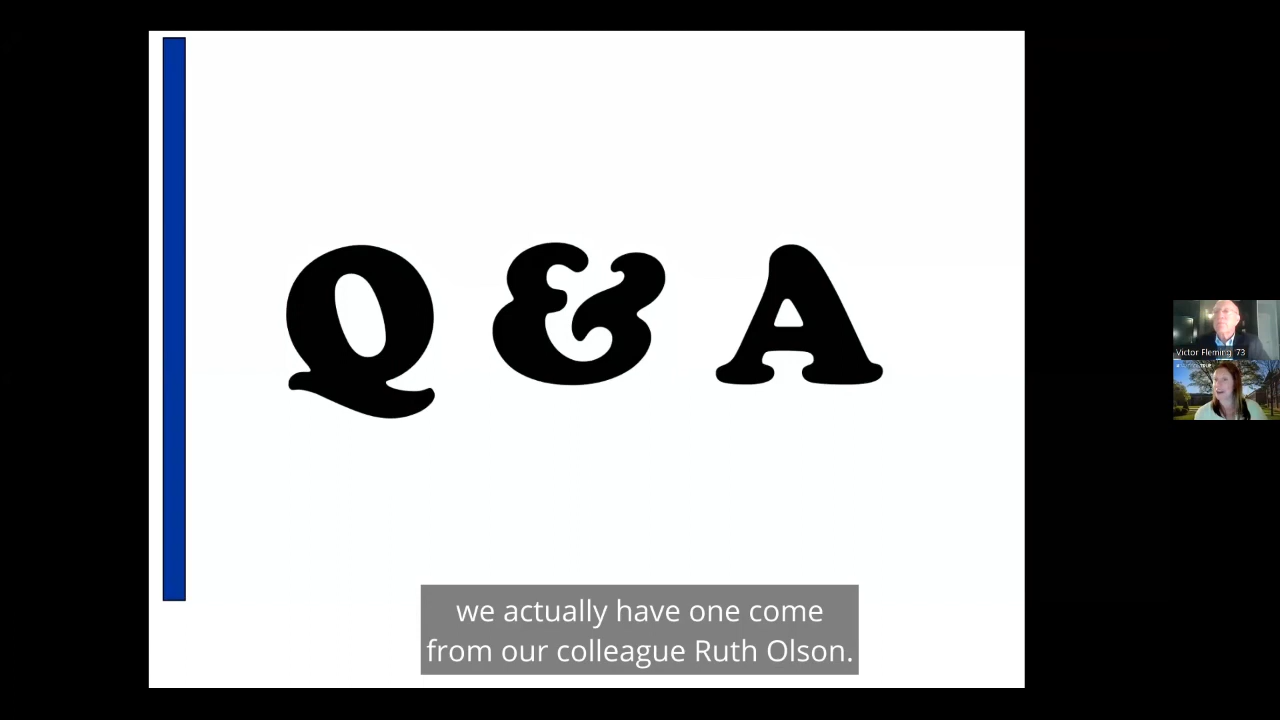 Q & A
Victor Fleming '73
we actually have one come
from our colleague Ruth Olson.